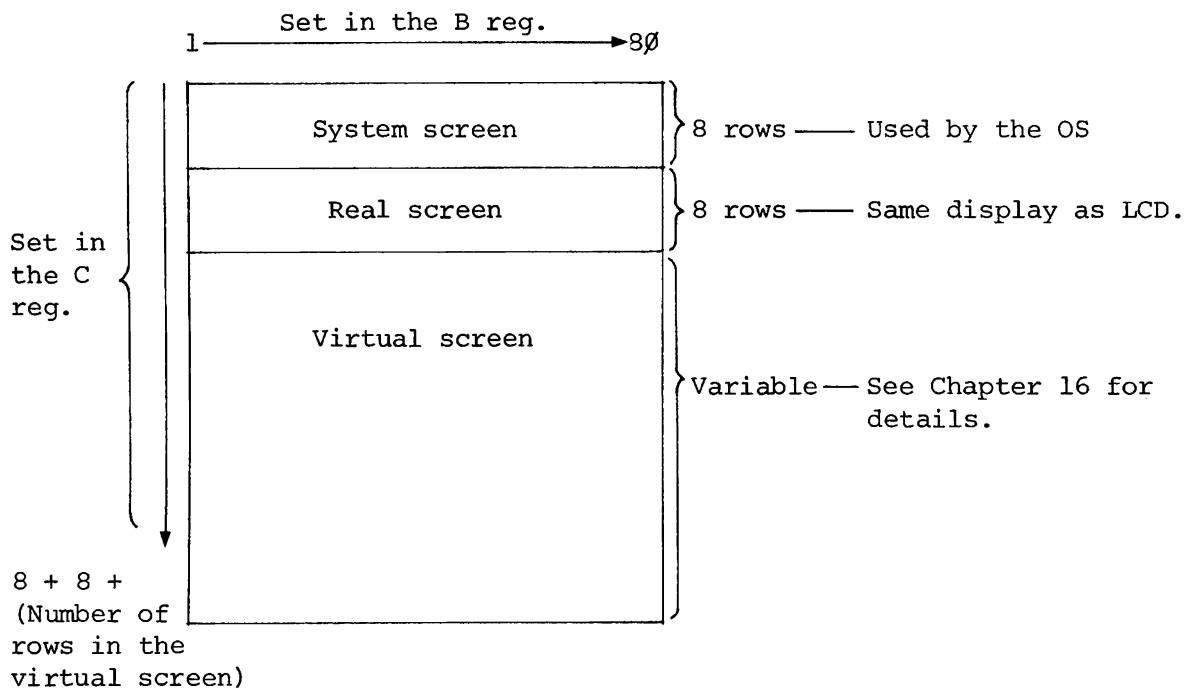 Set in the B reg.
1 8Ø
System screen
8 rows — Used by the OS
Real screen
8 rows — Same display as LCD.
Set in
the C
reg.
Virtual screen
Variable — See Chapter 16 for
details.
8 + 8 +
(Number of
rows in the
virtual screen)